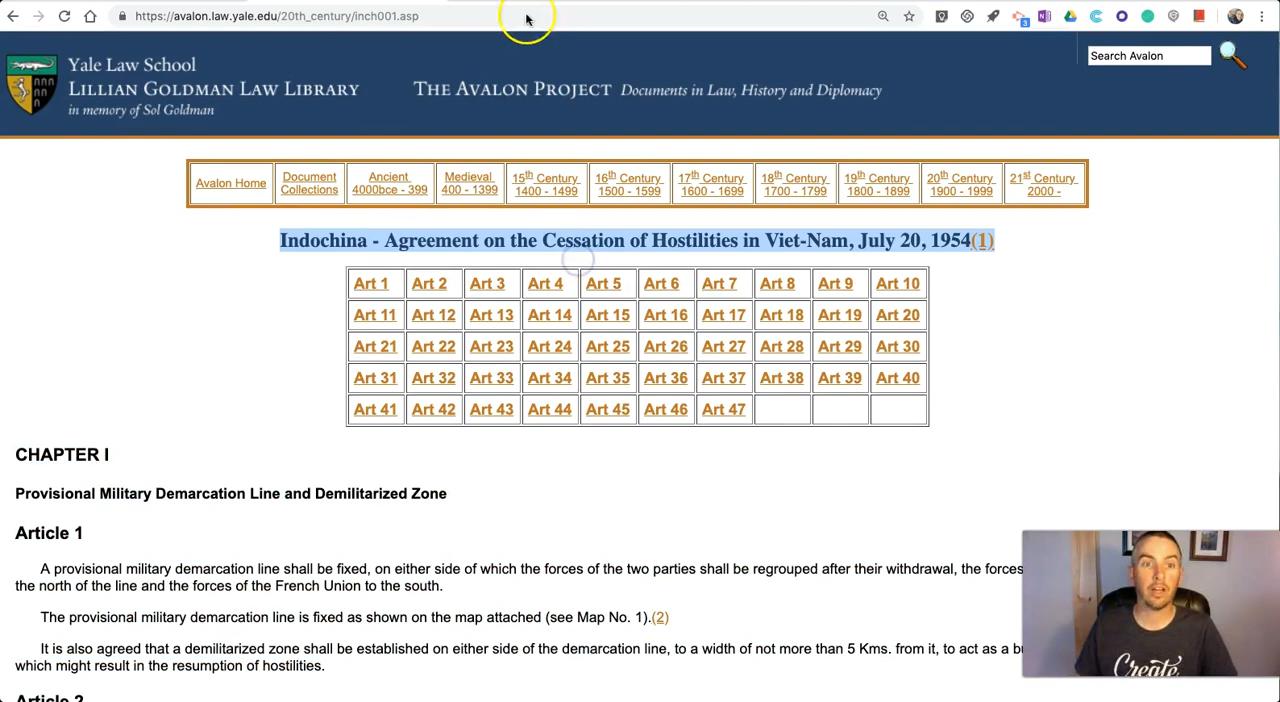 https://avalon.law.yale.edu/20th_century/inch001.asp
3
Yale Law School
LILLIAN GOLDMAN LAW LIBRARY
in memory of Sol Goldman
THE AVALON PROJECT Documents in Law, History and Diplomacy
Search Avalon
Avalon Home
Document Collections
Ancient 4000bce - 399
Medieval 400 - 1399
15th Century 1400 - 1499
16th Century 1500 - 1599
17th Century 1600 - 1699
18th Century 1700 - 1799
19th Century 1800 - 1899
20th Century 1900 - 1999
21st Century 2000 -
Indochina - Agreement on the Cessation of Hostilities in Viet-Nam, July 20, 1954(1)
Art 1 Art 2 Art 3 Art 4 Art 5 Art 6 Art 7 Art 8 Art 9 Art 10
Art 11 Art 12 Art 13 Art 14 Art 15 Art 16 Art 17 Art 18 Art 19 Art 20
Art 21 Art 22 Art 23 Art 24 Art 25 Art 26 Art 27 Art 28 Art 29 Art 30
Art 31 Art 32 Art 33 Art 34 Art 35 Art 36 Art 37 Art 38 Art 39 Art 40
Art 41 Art 42 Art 43 Art 44 Art 45 Art 46 Art 47
CHAPTER I
Provisional Military Demarcation Line and Demilitarized Zone
Article 1
A provisional military demarcation line shall be fixed, on either side of which the forces of the two parties shall be regrouped after their withdrawal, the forces
the north of the line and the forces of the French Union to the south.
The provisional military demarcation line is fixed as shown on the map attached (see Map No. 1).(2)
It is also agreed that a demilitarized zone shall be established on either side of the demarcation line, to a width of not more than 5 Kms. from it, to act as a
which might result in the resumption of hostilities.
Article 2
Create